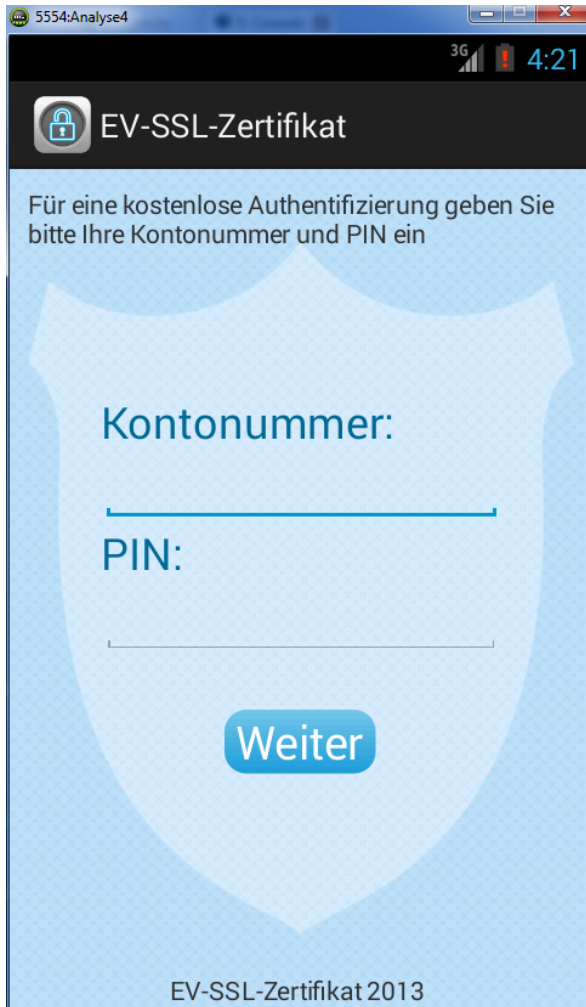 5554:Analyse4
3G 4:21
EV-SSL-Zertifikat
Für eine kostenlose Authentifizierung geben Sie
bitte Ihre Kontonummer und PIN ein
Kontonummer:
PIN:
Weiter
EV-SSL-Zertifikat 2013